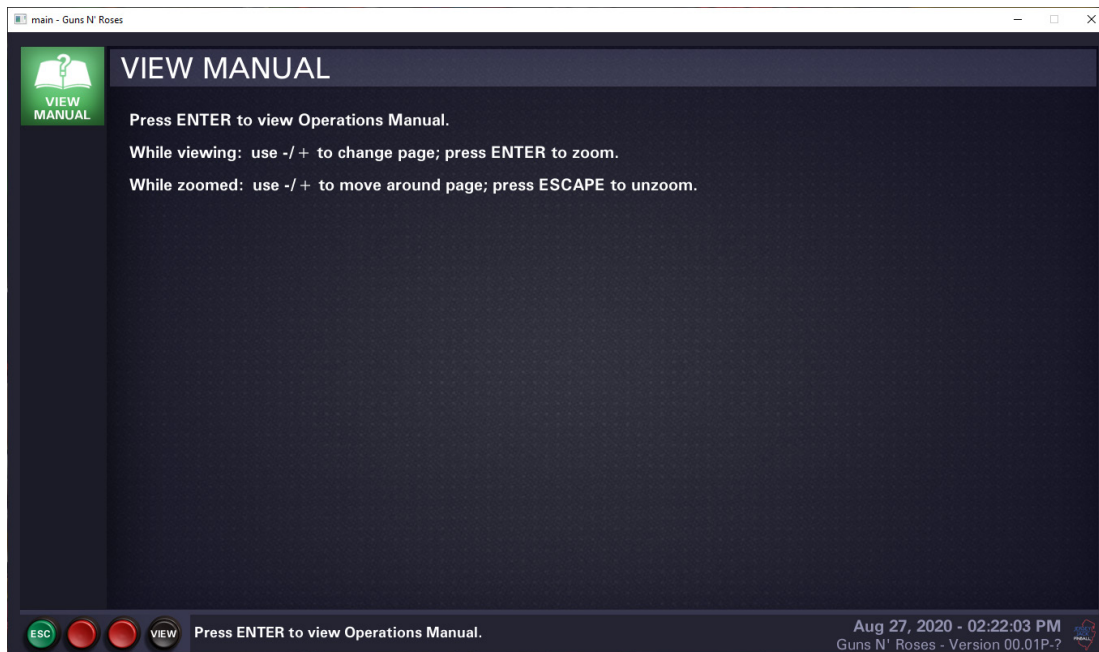 main - Guns N' Roses
VIEW MANUAL
VIEW
MANUAL
Press ENTER to view Operations Manual.
While viewing: use -/+ to change page; press ENTER to zoom.
While zoomed: use -/+ to move around page; press ESCAPE to unzoom.
ESC
VIEW
Press ENTER to view Operations Manual.
Aug 27, 2020 - 02:22:03 PM
Guns N' Roses - Version 00.01P-?